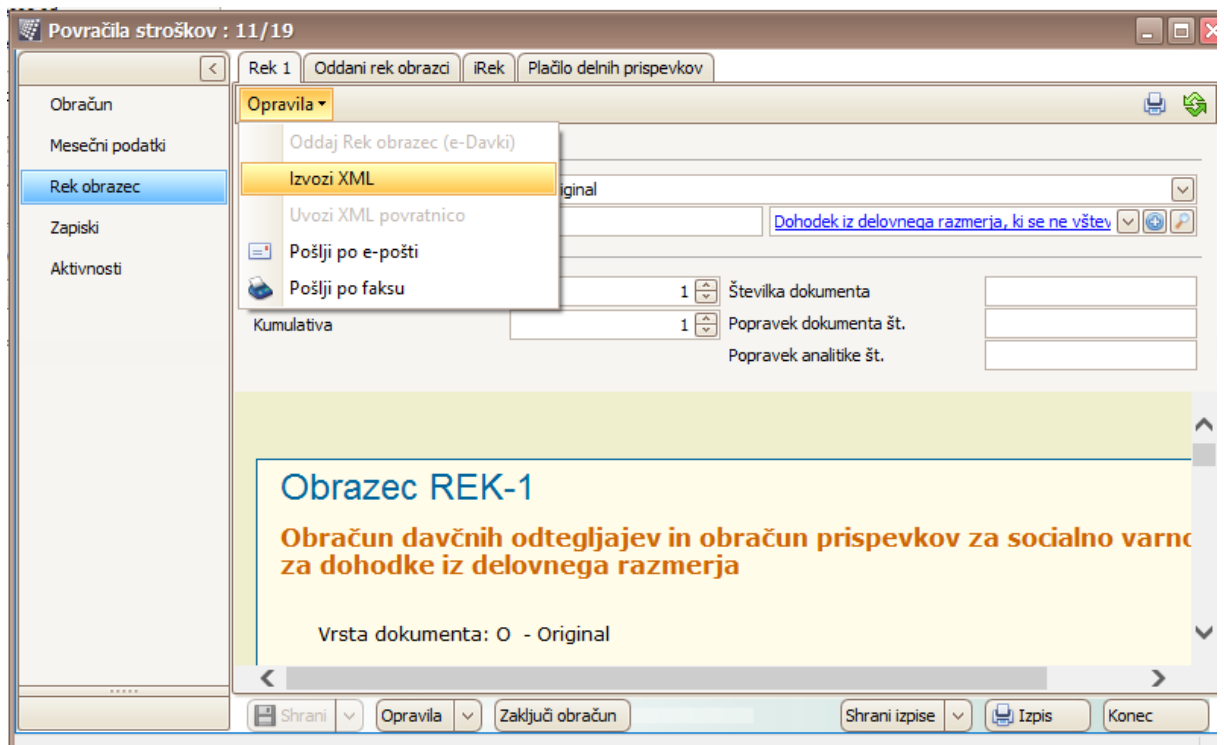 Povračila stroškov : 11/19
Rek 1 Oddani rek obrazci iRek Plačilo delnih prispevkov
Obračun
Mesečni podatki
Rek obrazec
Zapiski
Aktivnosti
Opravila
Oddaj Rek obrazec (e-Davki)
Izvozi XML
Uvozi XML povratnico
Pošlji po e-pošti
Pošlji po faksu
Dohodek iz delovnega razmerja, ki se ne vštev
1 Številka dokumenta
Kumulativa 1 Popravek dokumenta št.
Popravek analitike št.
Obrazec REK-1
Obračun davčnih odtegljajev in obračun prispevkov za socialno varno
za dohodke iz delovnega razmerja
Vrsta dokumenta: O - Original
Shrani Opravila Zaključi obračun Shrani izpise Izpis Konec